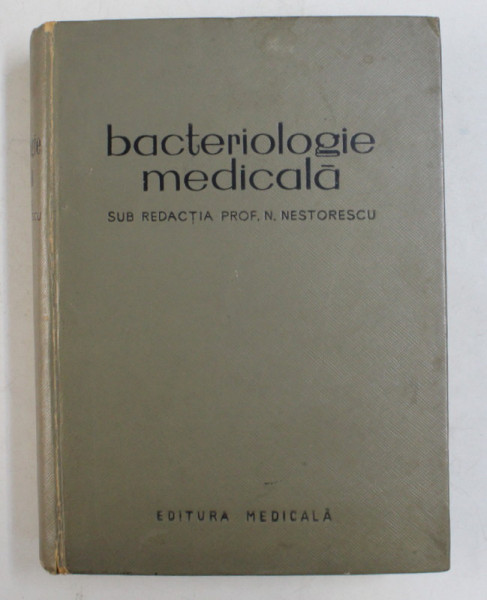 bacteriologie
medicală
SUB REDACȚIA PROF. N. NESTORESCU
EDITURA MEDICALĂ